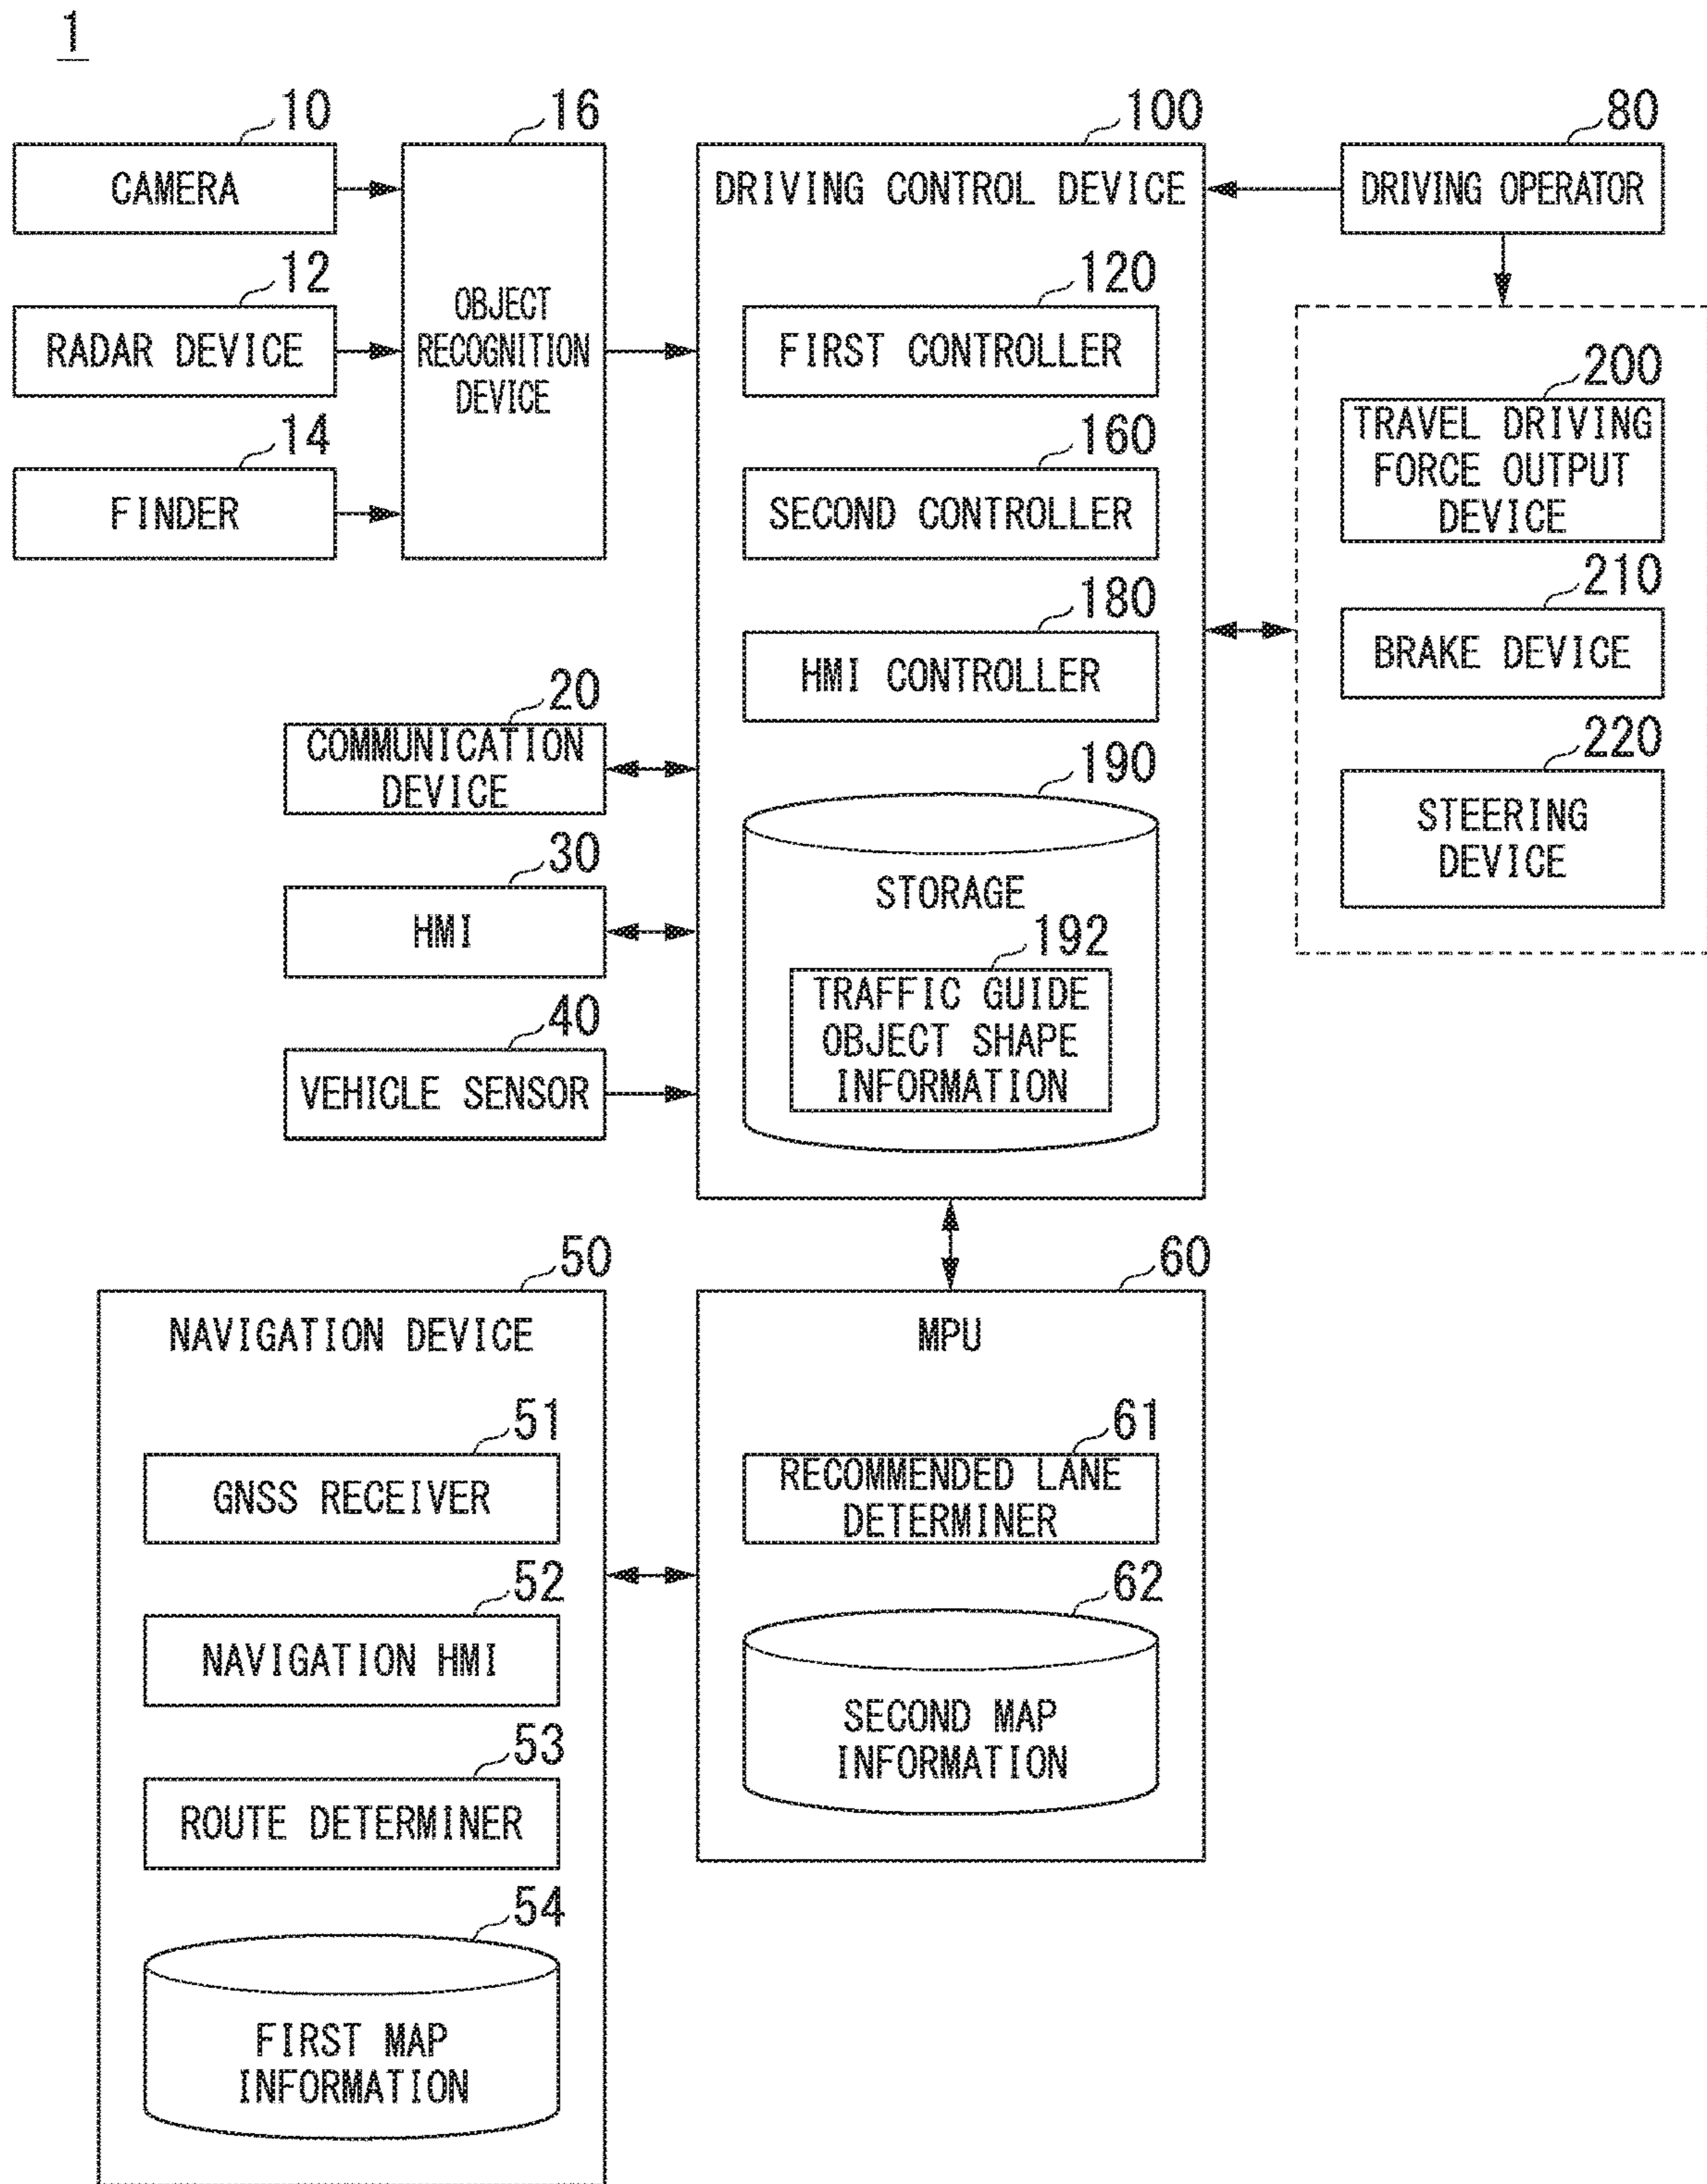 1
10
CAMERA
12
RADAR DEVICE
14
FINDER
16
OBJECT
RECOGNITION
DEVICE
100
DRIVING CONTROL DEVICE
120
FIRST CONTROLLER
160
SECOND CONTROLLER
180
HMI CONTROLLER
190
STORAGE
192
TRAFFIC GUIDE
OBJECT SHAPE
INFORMATION
80
DRIVING OPERATOR
200
TRAVEL DRIVING
FORCE OUTPUT
DEVICE
210
BRAKE DEVICE
220
STEERING
DEVICE
20
COMMUNICATION
DEVICE
30
HMI
40
VEHICLE SENSOR
50
NAVIGATION DEVICE
51
GNSS RECEIVER
52
NAVIGATION HMI
53
ROUTE DETERMINER
54
FIRST MAP
INFORMATION
60
MPU
61
RECOMMENDED LANE
DETERMINER
62
SECOND MAP
INFORMATION